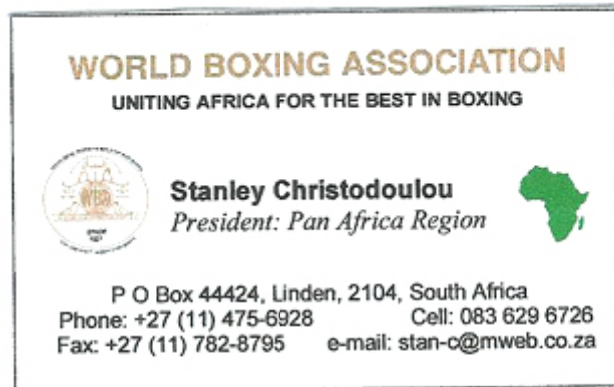 WORLD BOXING ASSOCIATION
UNITING AFRICA FOR THE BEST IN BOXING
WBA
Stanley Christodoulou
President: Pan Africa Region
P O Box 44424, Linden, 2104, South Africa
Phone: +27 (11) 475-6928 Cell: 083 629 6726
Fax: +27 (11) 782-8795 e-mail: stan-c@mweb.co.za